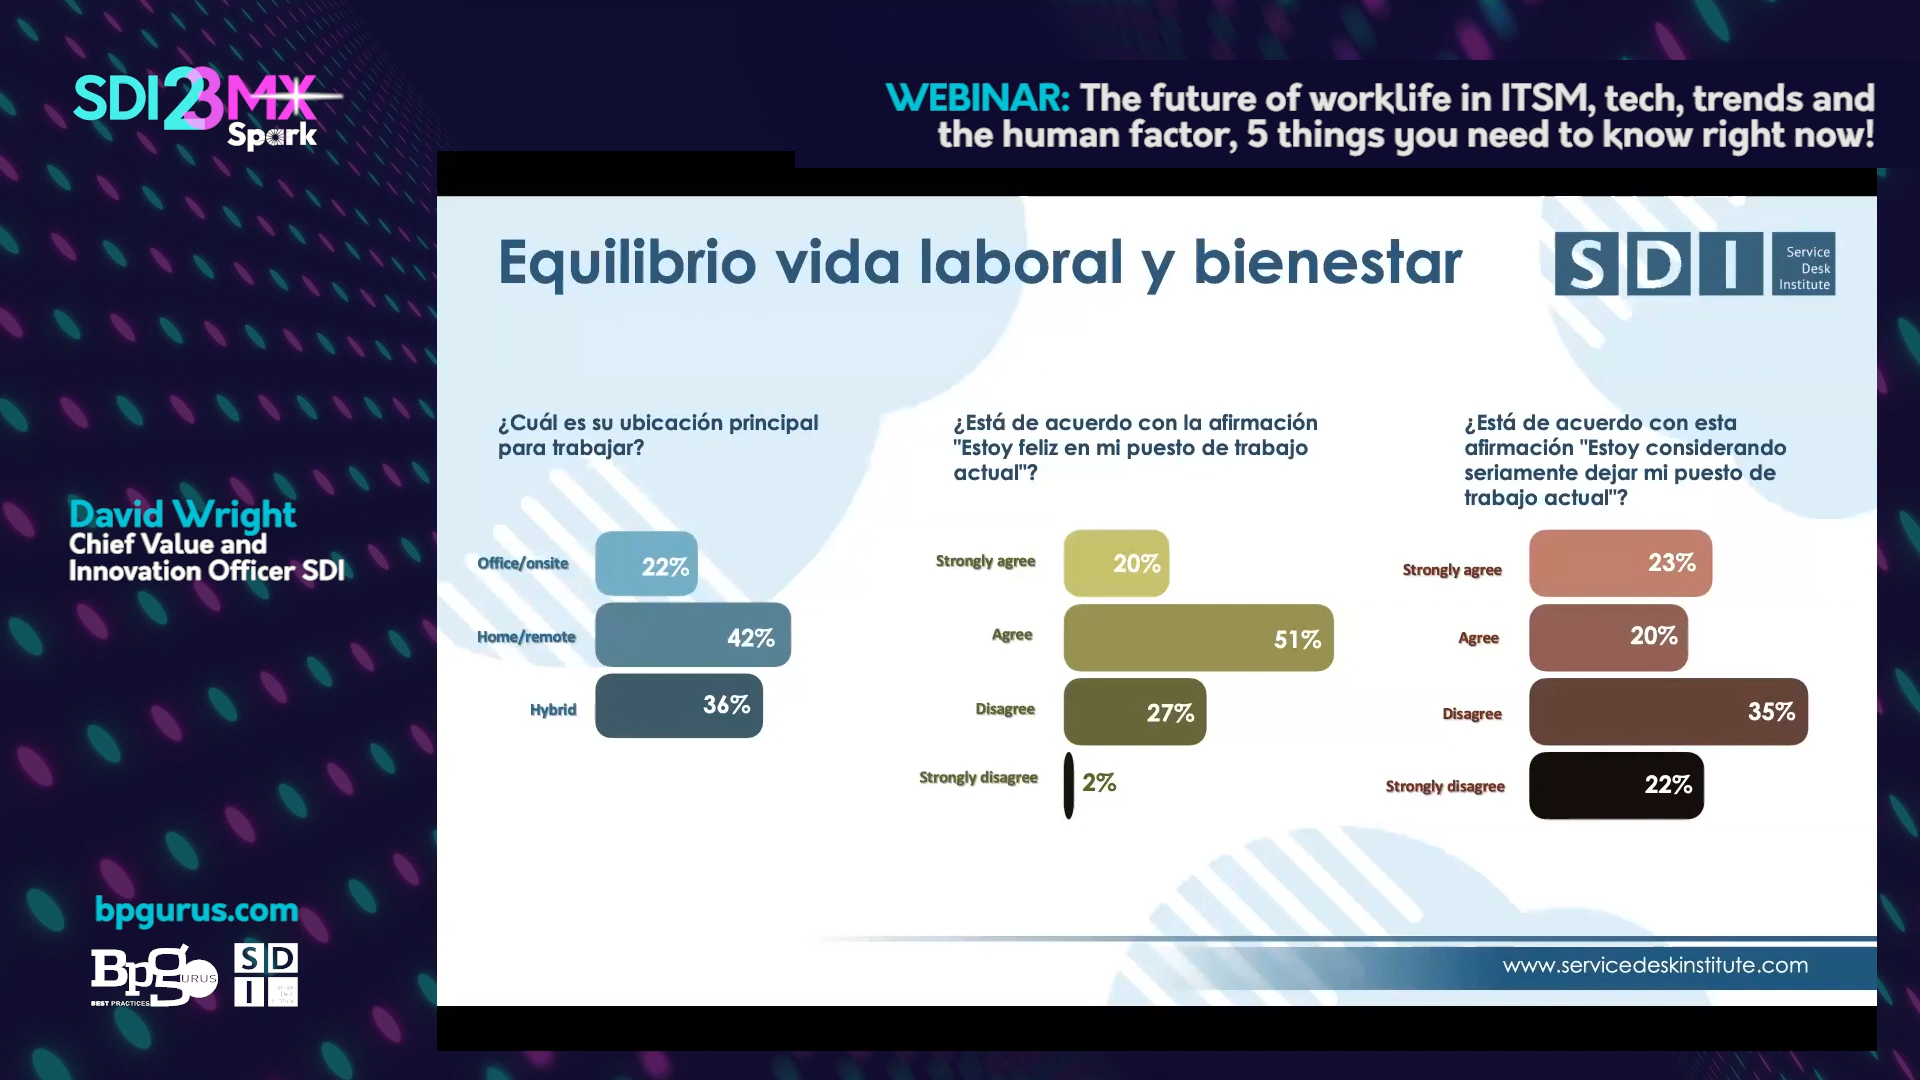 SDI23MX
Spark
WEBINAR: The future of worklife in ITSM, tech, trends and
the human factor, 5 things you need to know right now!
Equilibrio vida laboral y bienestar
SDI
Service
Desk
Institute
¿Cuál es su ubicación principal
para trabajar?
Office/onsite 22%
Home/remote 42%
Hybrid 36%
¿Está de acuerdo con la afirmación
"Estoy feliz en mi puesto de trabajo
actual"?
Strongly agree 20%
Agree 51%
Disagree 27%
Strongly disagree 2%
¿Está de acuerdo con esta
afirmación "Estoy considerando
seriamente dejar mi puesto de
trabajo actual"?
Strongly agree 23%
Agree 20%
Disagree 35%
Strongly disagree 22%
David Wright
Chief Value and
Innovation Officer SDI
bpgurus.com
BpGURUS
BEST PRACTICES
SD
I
www.servicedeskinstitute.com